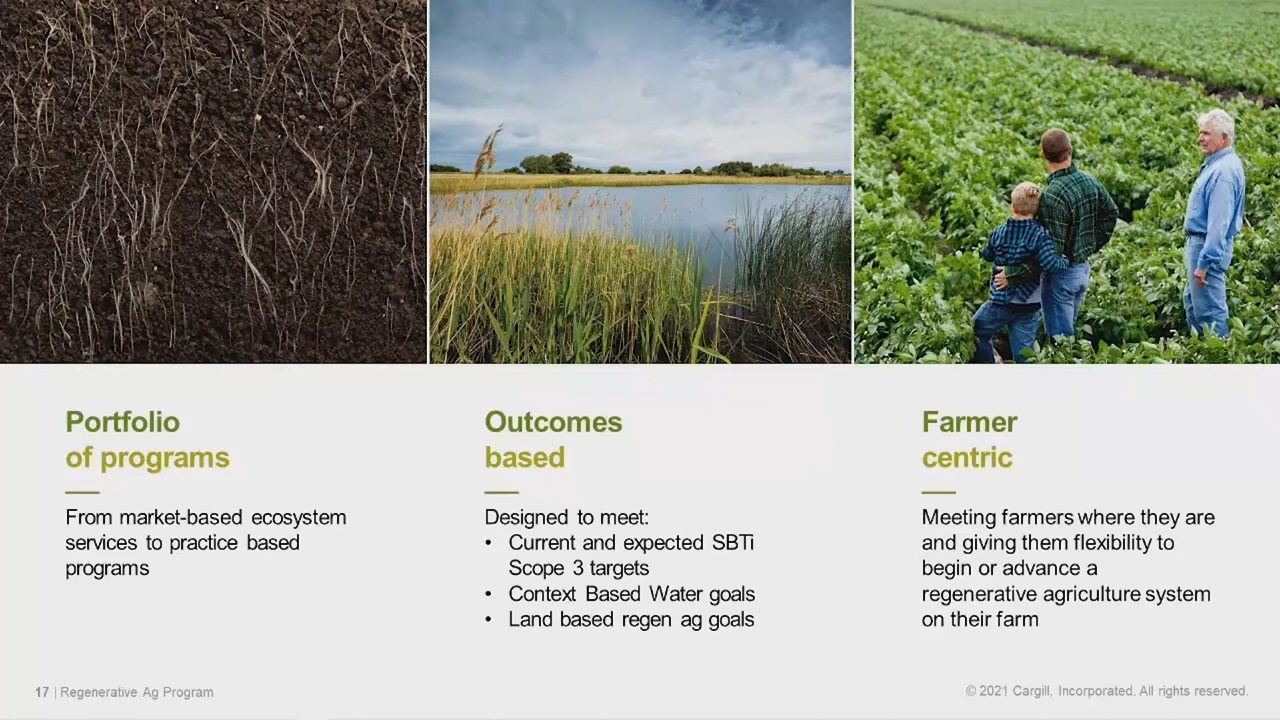 Portfolio
of programs
From market-based ecosystem
services to practice based
programs
Outcomes
based
Designed to meet:
• Current and expected SBTi
Scope 3 targets
• Context Based Water goals
• Land based regen ag goals
Farmer
centric
Meeting farmers where they are
and giving them flexibility to
begin or advance a
regenerative agriculture system
on their farm
17 | Regenerative Ag Program
© 2021 Cargill, Incorporated. All rights reserved.